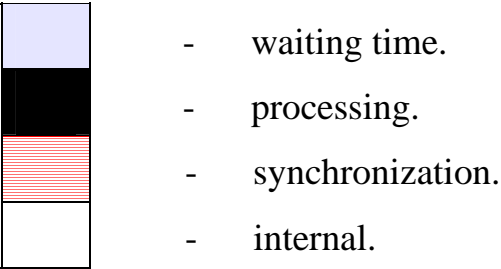 - waiting time.
- processing.
- synchronization.
- internal.